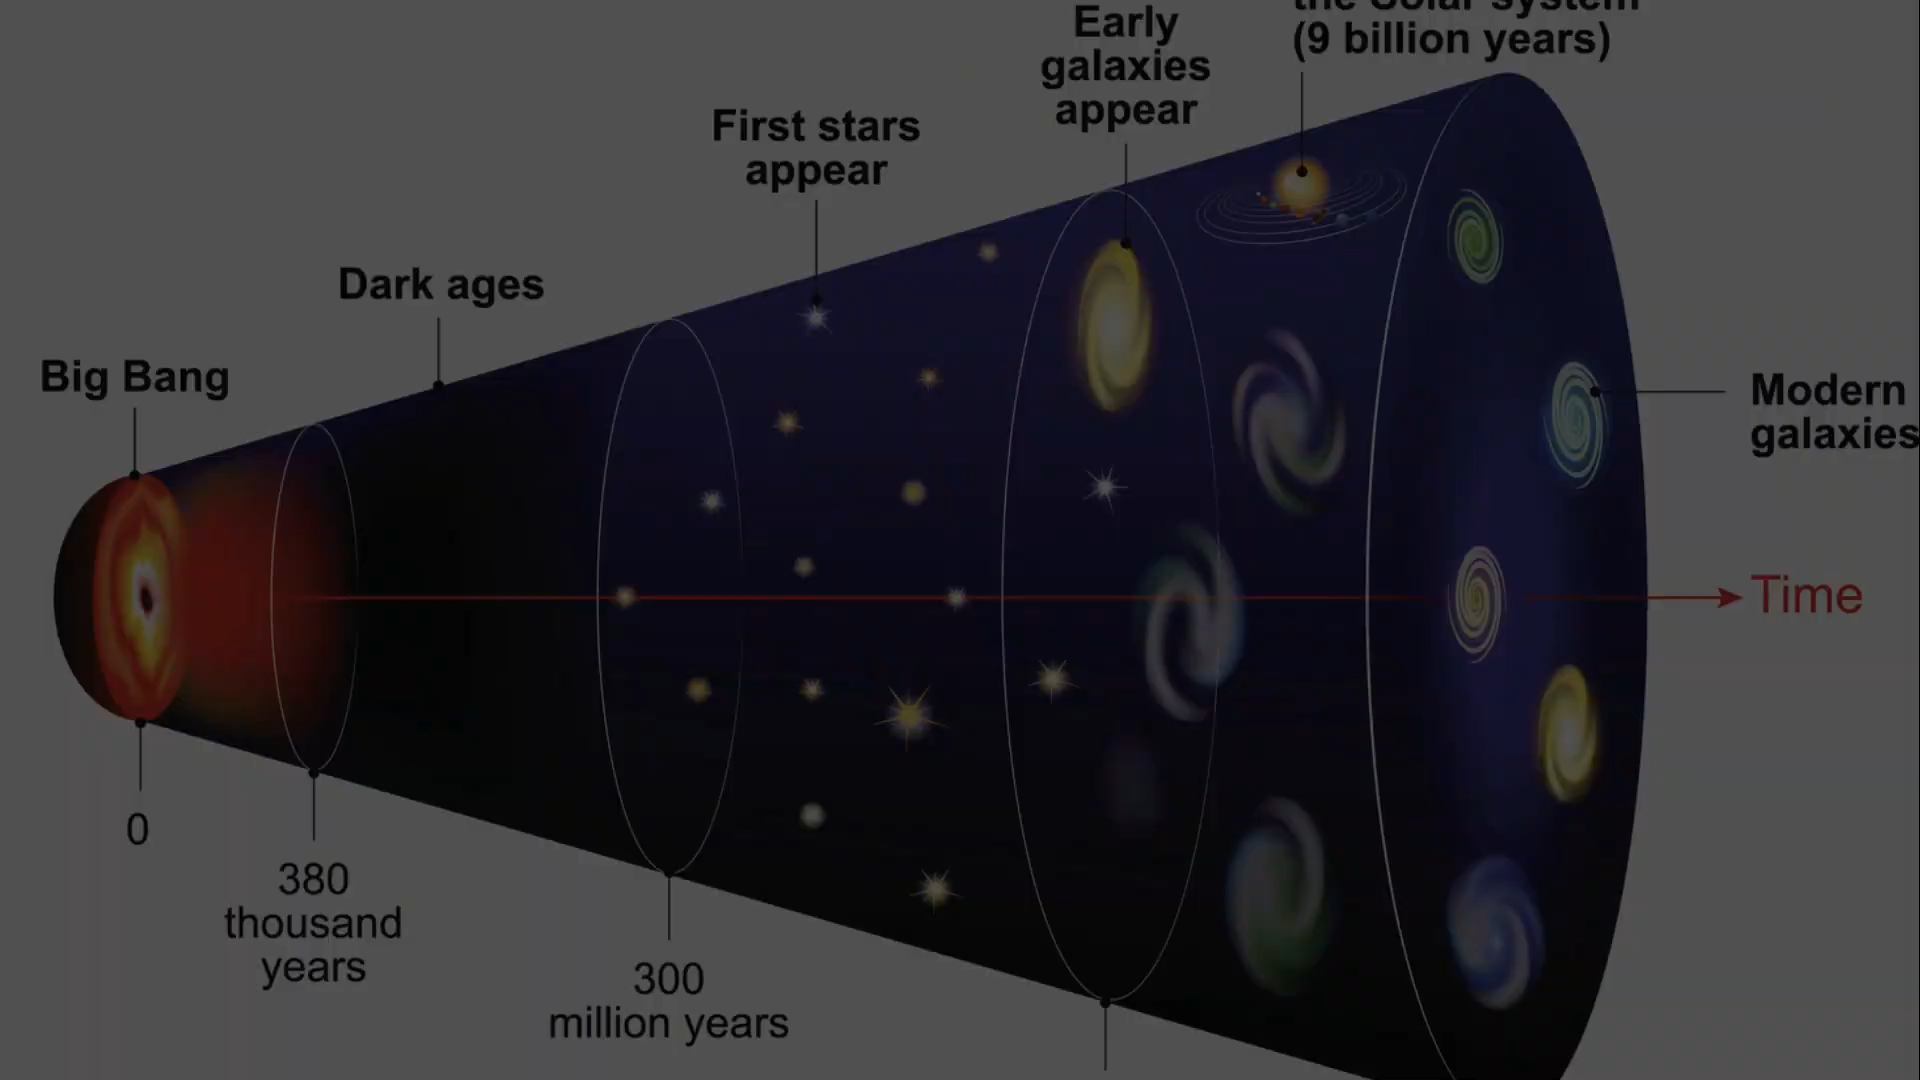 the Solar system
(9 billion years)
Early
galaxies
appear
First stars
appear
Dark ages
Big Bang
Modern
galaxies
Time
0
380
thousand
years
300
million years